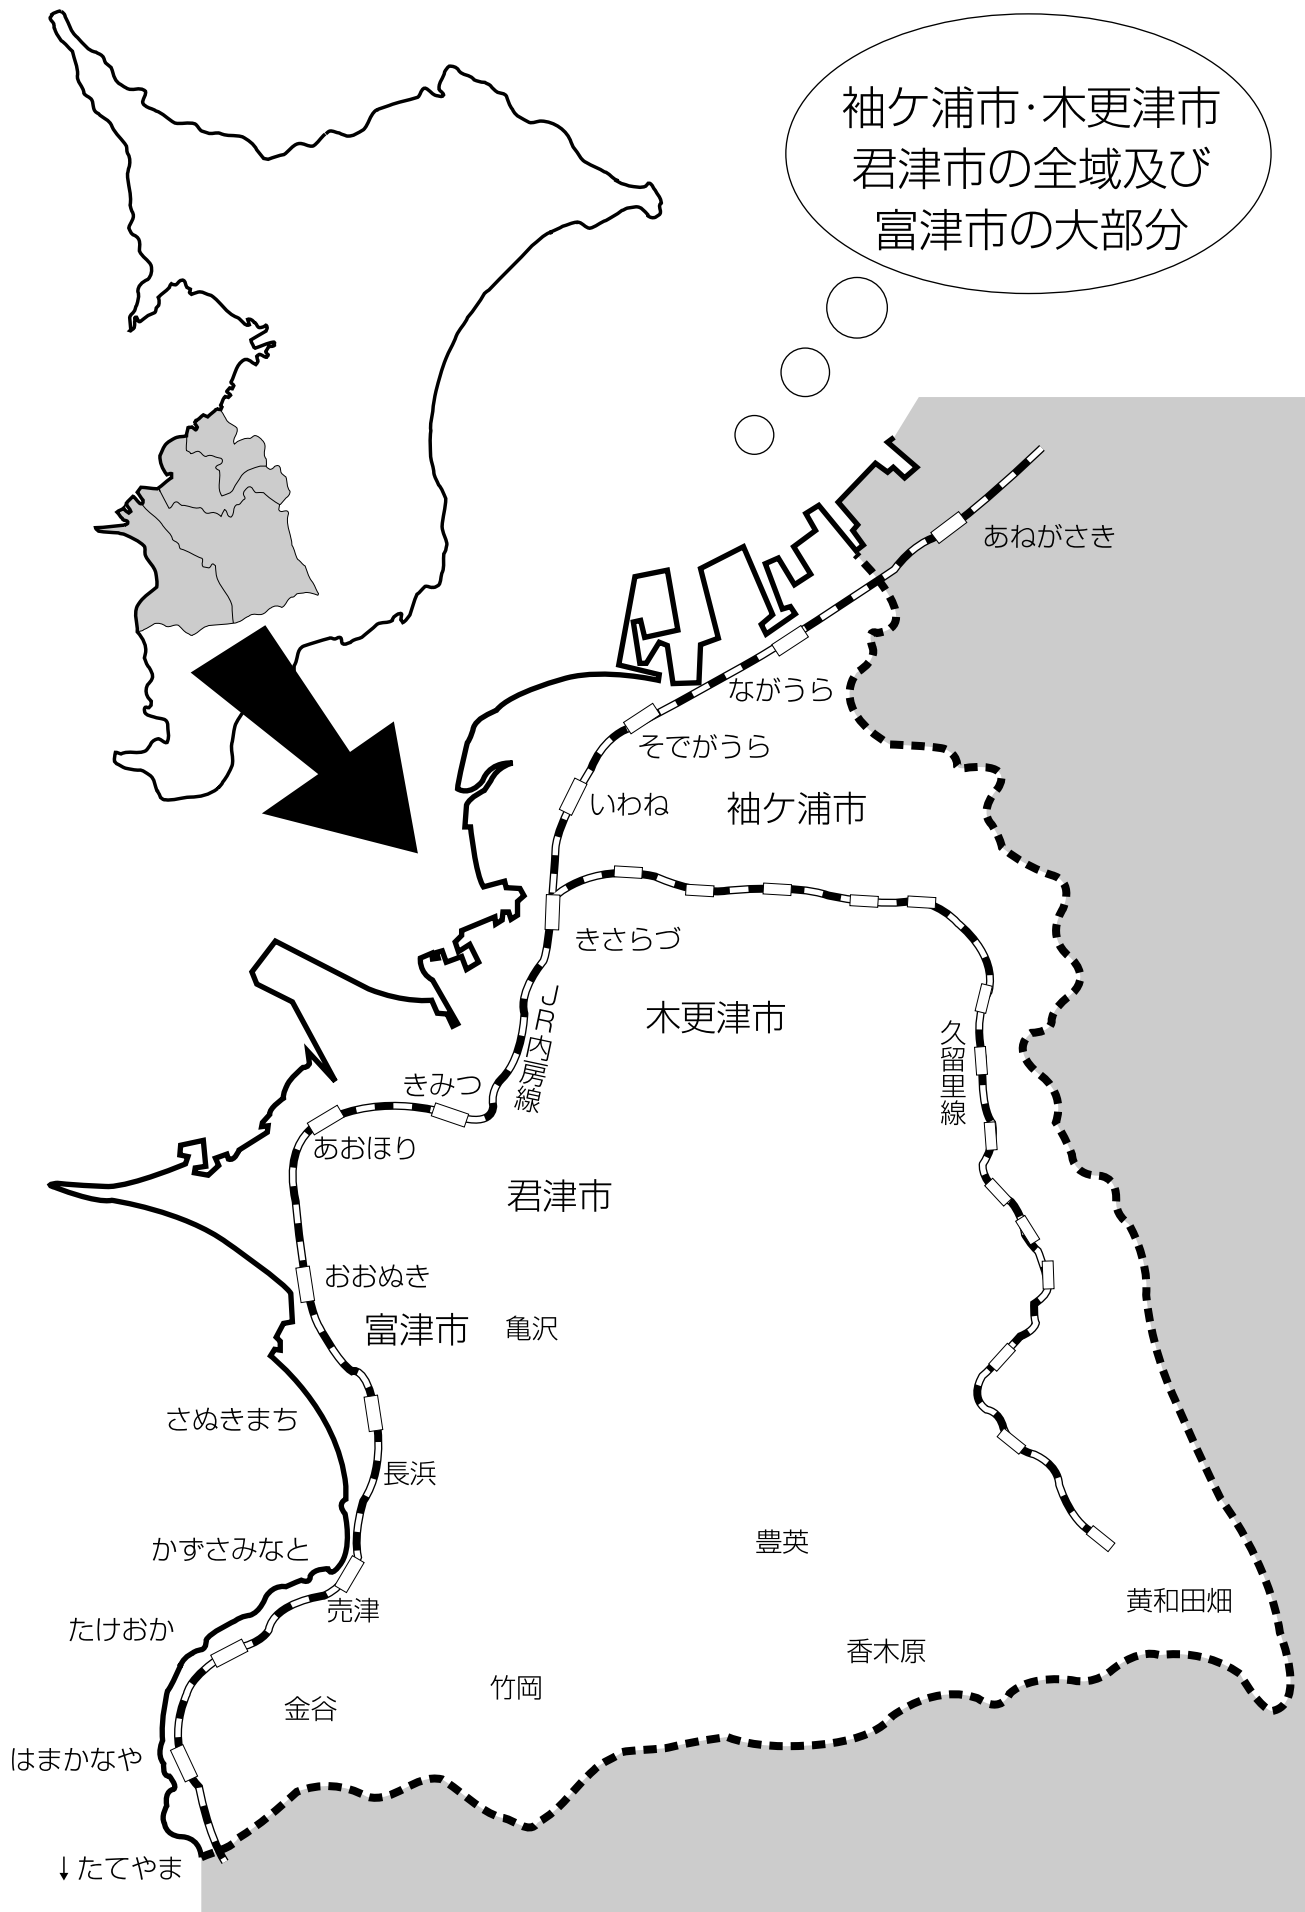 袖ケ浦市・木更津市
君津市の全域及び
富津市の大部分
あねがさき
ながうら
そでがうら
いわね
袖ケ浦市
きさらづ
木更津市
JR内房線
久留里線
きみつ
あおほり
君津市
おおぬき
富津市
亀沢
さぬきまち
長浜
かずさみなと
豊英
売津
黄和田畑
たけおか
香木原
竹岡
金谷
はまかなや
↓たてやま